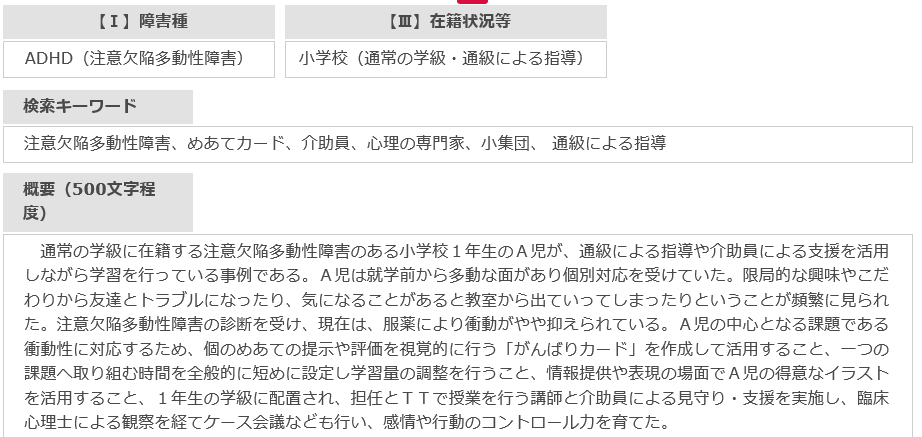 【Ⅰ】障害種
【Ⅲ】在籍状況等
ADHD（注意欠陥多動性障害）
小学校（通常の学級・通級による指導）
検索キーワード
注意欠陥多動性障害、めあてカード、介助員、心理の専門家、小集団、 通級による指導
概要（500文字程
度）
　通常の学級に在籍する注意欠陥多動性障害のある小学校１年生のＡ児が、通級による指導や介助員による支援を活用
しながら学習を行っている事例である。Ａ児は就学前から多動な面があり個別対応を受けていた。限局的な興味やこだ
わりから友達とトラブルになったり、気になることがあると教室から出ていってしまったりということが頻繁に見られ
た。注意欠陥多動性障害の診断を受け、現在は、服薬により衝動がやや抑えられている。Ａ児の中心となる課題である
衝動性に対応するため、個のめあての提示や評価を視覚的に行う「がんばりカード」を作成して活用すること、一つの
課題へ取り組む時間を全般的に短めに設定し学習量の調整を行うこと、情報提供や表現の場面でＡ児の得意なイラスト
を活用すること、１年生の学級に配置され、担任とＴＴで授業を行う講師と介助員による見守り・支援を実施し、臨床
心理士による観察を経てケース会議なども行い、感情や行動のコントロール力を育てた。